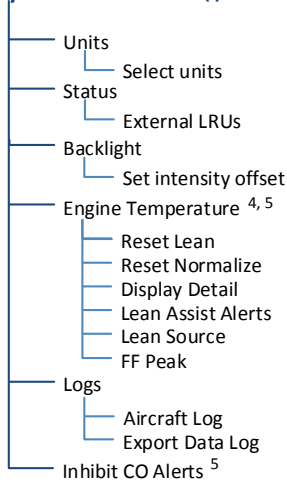 Units
Select units
Status
External LRUs
Backlight
Set intensity offset
Engine Temperature 4, 5
Reset Lean
Reset Normalize
Display Detail
Lean Assist Alerts
Lean Source
FF Peak
Logs
Aircraft Log
Export Data Log
Inhibit CO Alerts 5